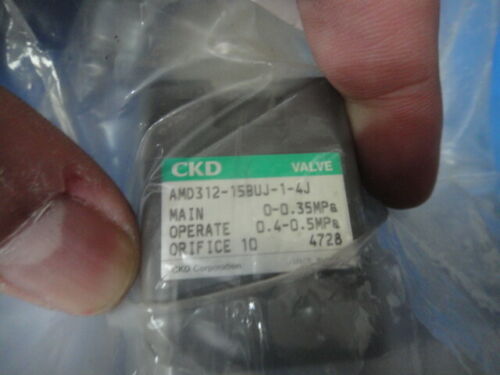 CKD VALVE
AMD312-15BUJ-1-4J
MAIN 0-0.35MPa
OPERATE 0.4-0.5MPa
ORIFICE 10 4728
CKD Corporation